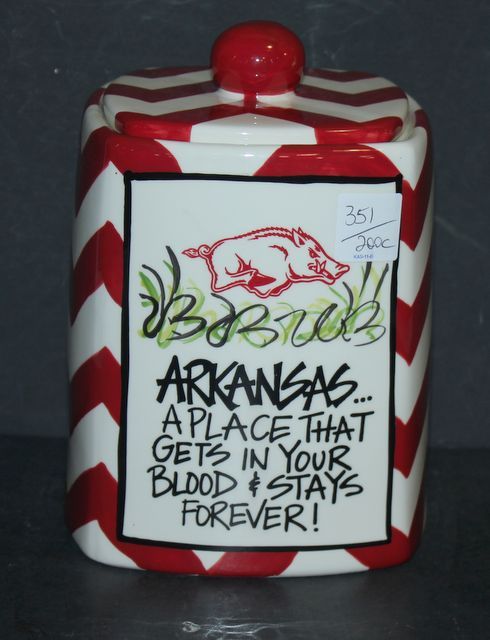 351
200c
ARKANSAS...
A PLACE THAT
GETS IN YOUR
BLOOD & STAYS
FOREVER!